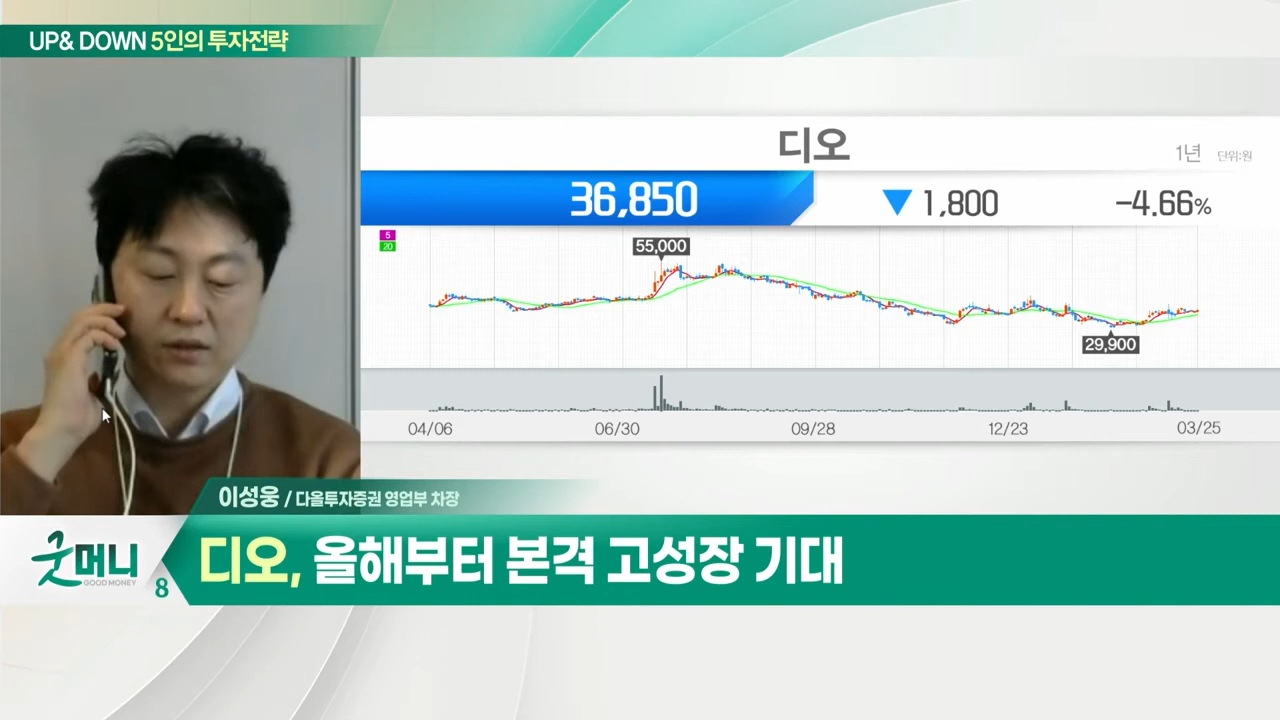 UP& DOWN 5인의 투자전략
디오
1년 단위:원
36,850 ▼ 1,800 -4.66%
5
20
55,000
29,900
04/06 06/30 09/28 12/23 03/25
이성웅 / 다올투자증권 영업부 차장
굿머니
GOOD MONEY
8
디오, 올해부터 본격 고성장 기대